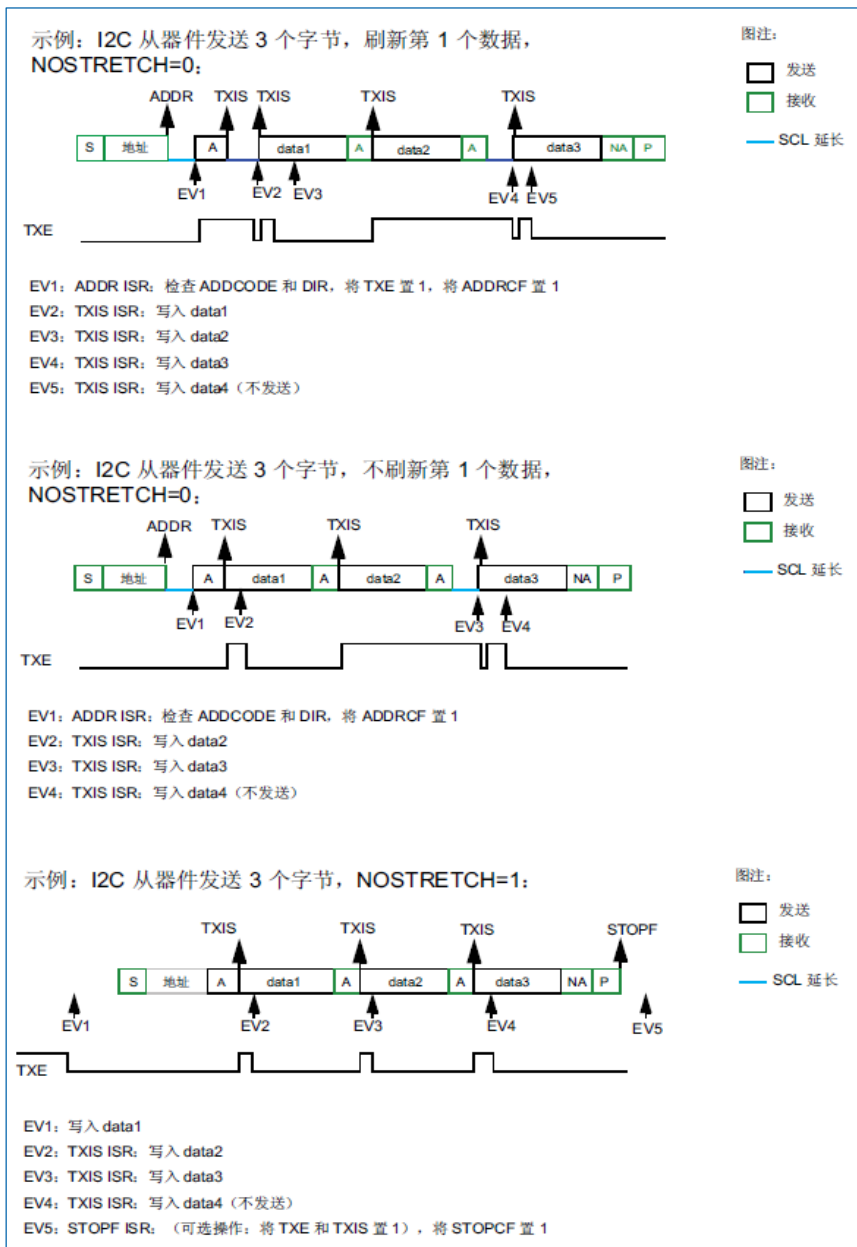 示例：I2C 从器件发送 3 个字节，刷新第 1 个数据，
NOSTRETCH=0：
图注：
发送
接收
SCL 延长
ADDR TXIS TXIS TXIS TXIS
S 地址 A data1 A data2 A data3 NA P
EV1 EV2 EV3 EV4 EV5
TXE
EV1：ADDR ISR：检查 ADDCODE 和 DIR，将 TXE 置 1，将 ADDRCF 置 1
EV2：TXIS ISR：写入 data1
EV3：TXIS ISR：写入 data2
EV4：TXIS ISR：写入 data3
EV5：TXIS ISR：写入 data4（不发送）
示例：I2C 从器件发送 3 个字节，不刷新第 1 个数据，
NOSTRETCH=0：
图注：
发送
接收
SCL 延长
ADDR TXIS TXIS TXIS
S 地址 A data1 A data2 A data3 NA P
EV1 EV2 EV3 EV4
TXE
EV1：ADDR ISR：检查 ADDCODE 和 DIR，将 ADDRCF 置 1
EV2：TXIS ISR：写入 data2
EV3：TXIS ISR：写入 data3
EV4：TXIS ISR：写入 data4（不发送）
示例：I2C 从器件发送 3 个字节，NOSTRETCH=1：
图注：
发送
接收
SCL 延长
TXIS TXIS TXIS STOPF
S 地址 A data1 A data2 A data3 NA P
EV1 EV2 EV3 EV4 EV5
TXE
EV1：写入 data1
EV2：TXIS ISR：写入 data2
EV3：TXIS ISR：写入 data3
EV4：TXIS ISR：写入 data4（不发送）
EV5：STOPF ISR：（可选操作：将 TXE 和 TXIS 置 1），将 STOPCF 置 1